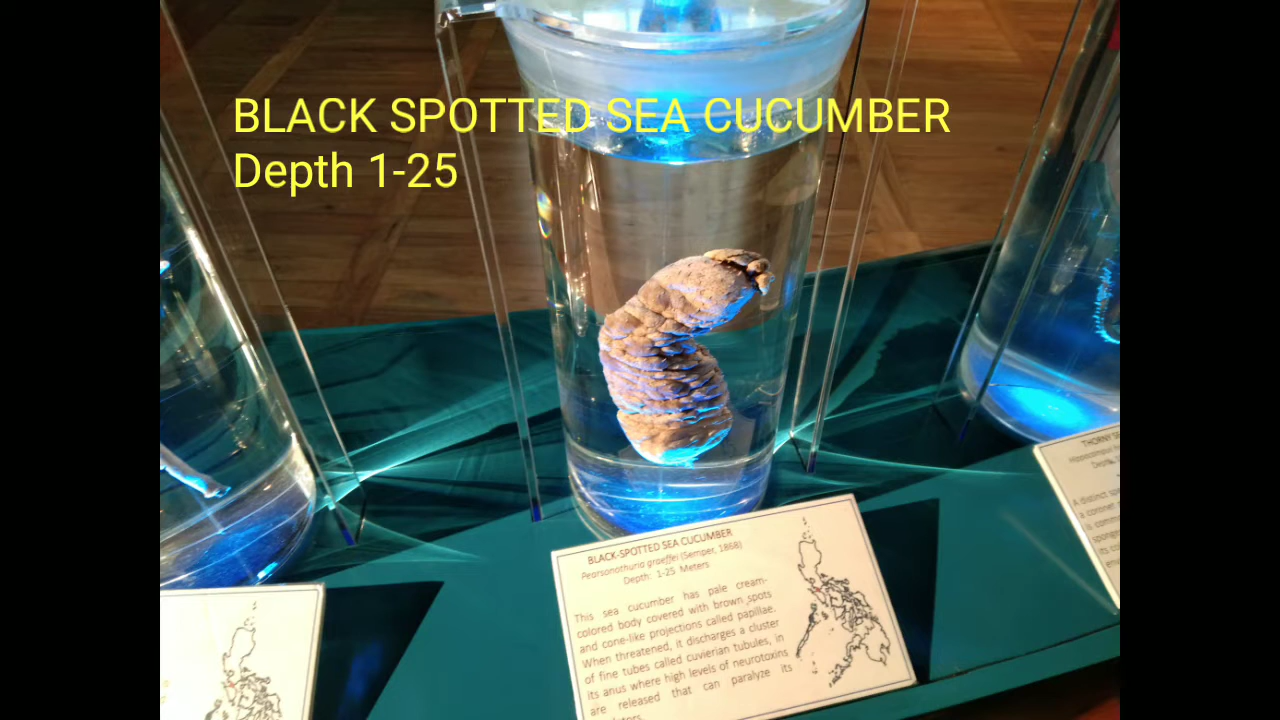 BLACK SPOTTED SEA CUCUMBER
Depth 1-25
BLACK-SPOTTED SEA CUCUMBER
Pearsonothuria graeffei (Semper, 1868)
Depth: 1-25 Meters
This sea cucumber has pale cream-
colored body covered with brown spots
and cone-like projections called papillae.
When threatened, it discharges a cluster
of fine tubes called cuvierian tubules, in
its anus where high levels of neurotoxins
are released that can paralyze its
THORNY
A distinct
a coronet